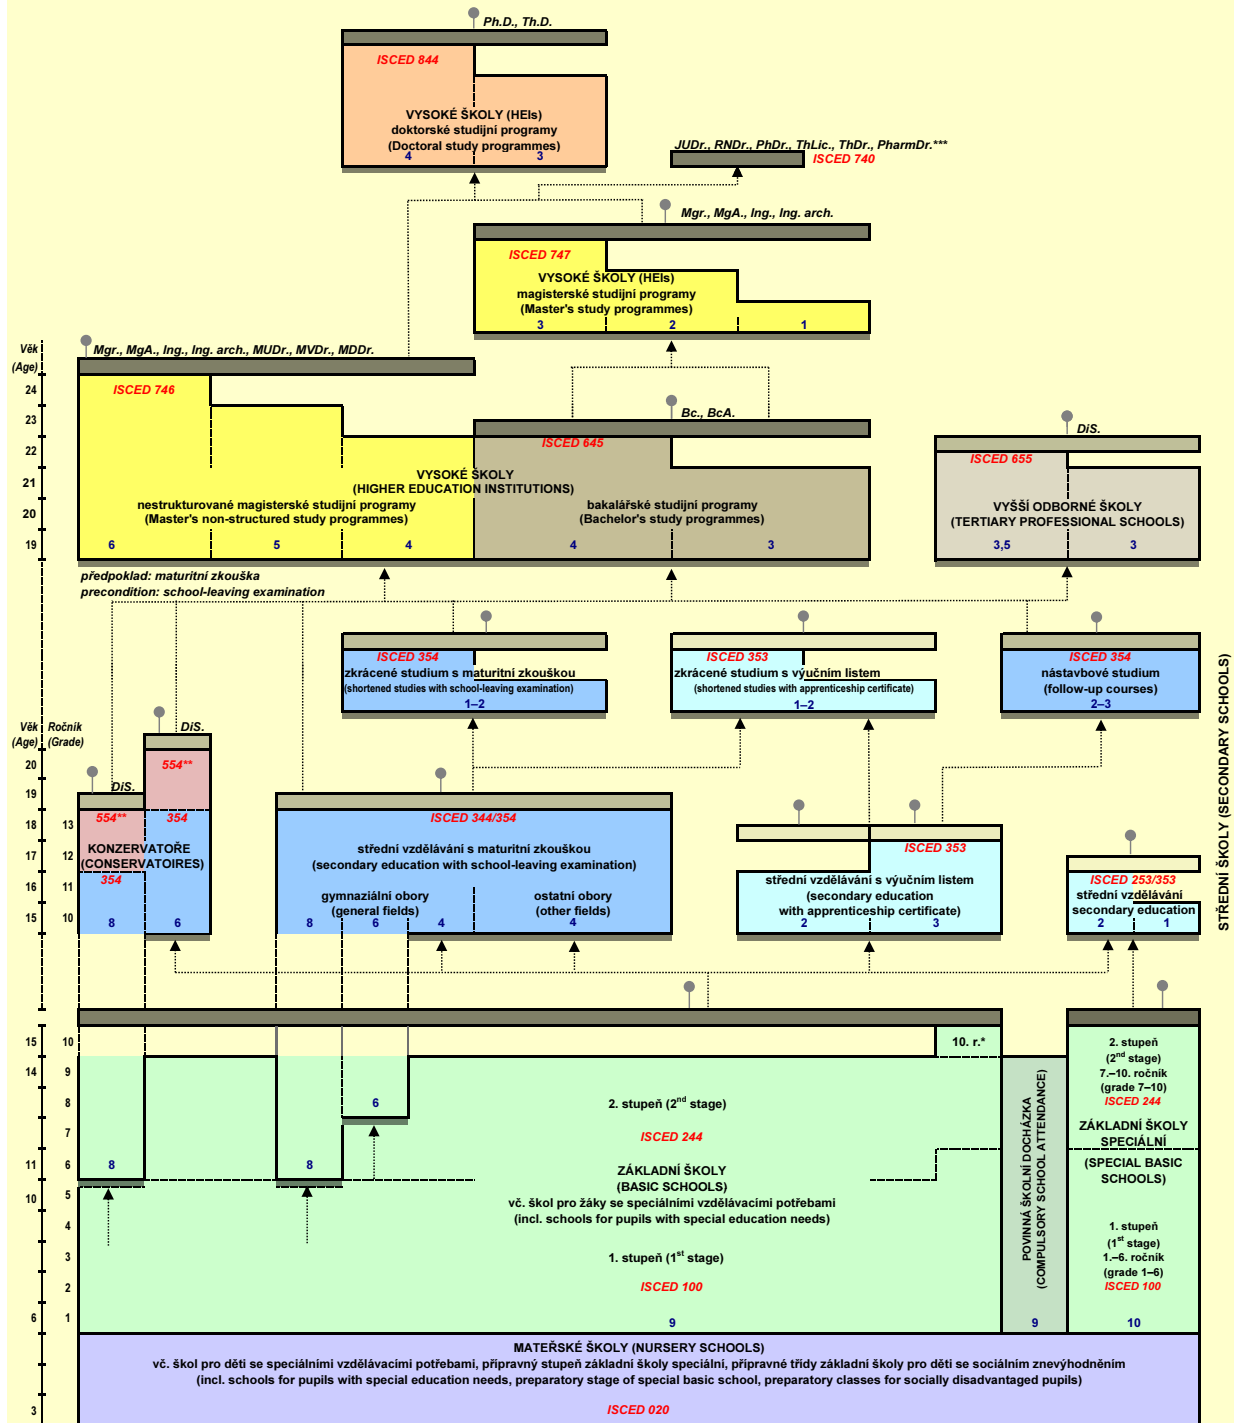 Ph.D., Th.D.
ISCED 844
VYSOKÉ ŠKOLY (HEIs)
doktorské studijní programy
(Doctoral study programmes)
4 3
JUDr., RNDr., PhDr., ThLic., ThDr., PharmDr.***
ISCED 740
Mgr., MgA., Ing., Ing. arch.
ISCED 747
VYSOKÉ ŠKOLY (HEIs)
magisterské studijní programy
(Master's study programmes)
3 2 1
Věk
(Age)
Mgr., MgA., Ing., Ing. arch., MUDr., MVDr., MDDr.
ISCED 746
24
23
22
21
20
19
Bc., BcA.
ISCED 645
DiS.
ISCED 655
VYSOKÉ ŠKOLY
(HIGHER EDUCATION INSTITUTIONS)
nestrukturované magisterské studijní programy
(Master's non-structured study programmes)
bakalářské studijní programy
(Bachelor's study programmes)
VYŠŠÍ ODBORNÉ ŠKOLY
(TERTIARY PROFESSIONAL SCHOOLS)
6 5 4 4 3 3,5 3
předpoklad: maturitní zkouška
precondition: school-leaving examination
ISCED 354
zkrácené studium s maturitní zkouškou
(shortened studies with school-leaving examination)
1–2
ISCED 353
zkrácené studium s výučním listem
(shortened studies with apprenticeship certificate)
1–2
ISCED 354
nástavbové studium
(follow-up courses)
2–3
STŘEDNÍ ŠKOLY (SECONDARY SCHOOLS)
Věk Ročník
(Age) (Grade)
20
19
18 13
17 12
16 11
15 10
DiS.
554**
DiS.
554** 354
KONZERVATOŘE
(CONSERVATOIRES)
354
8 6
ISCED 344/354
střední vzdělávání s maturitní zkouškou
(secondary education with school-leaving examination)
gymnaziální obory
(general fields)
ostatní obory
(other fields)
8 6 4 4
ISCED 353
střední vzdělávání s výučním listem
(secondary education
with apprenticeship certificate)
2 3
ISCED 253/353
střední vzdělávání
secondary education
2 1
15 10
14 9
8
7
11 6
10 5
4
3
2
6 1
10. r.*
6
8 8
2. stupeň (2nd stage)
ISCED 244
ZÁKLADNÍ ŠKOLY
(BASIC SCHOOLS)
vč. škol pro žáky se speciálními vzdělávacími potřebami
(incl. schools for pupils with special education needs)
1. stupeň (1st stage)
ISCED 100
9
POVINNÁ ŠKOLNÍ DOCHÁZKA
(COMPULSORY SCHOOL ATTENDANCE)
9
2. stupeň
(2nd stage)
7.–10. ročník
(grade 7–10)
ISCED 244
ZÁKLADNÍ ŠKOLY
SPECIÁLNÍ
(SPECIAL BASIC
SCHOOLS)
1. stupeň
(1st stage)
1.–6. ročník
(grade 1–6)
ISCED 100
10
MATEŘSKÉ ŠKOLY (NURSERY SCHOOLS)
vč. škol pro děti se speciálními vzdělávacími potřebami, přípravný stupeň základní školy speciální, přípravné třídy základní školy pro děti se sociálním znevýhodněním
(incl. schools for pupils with special education needs, preparatory stage of special basic school, preparatory classes for socially disadvantaged pupils)
3
ISCED 020